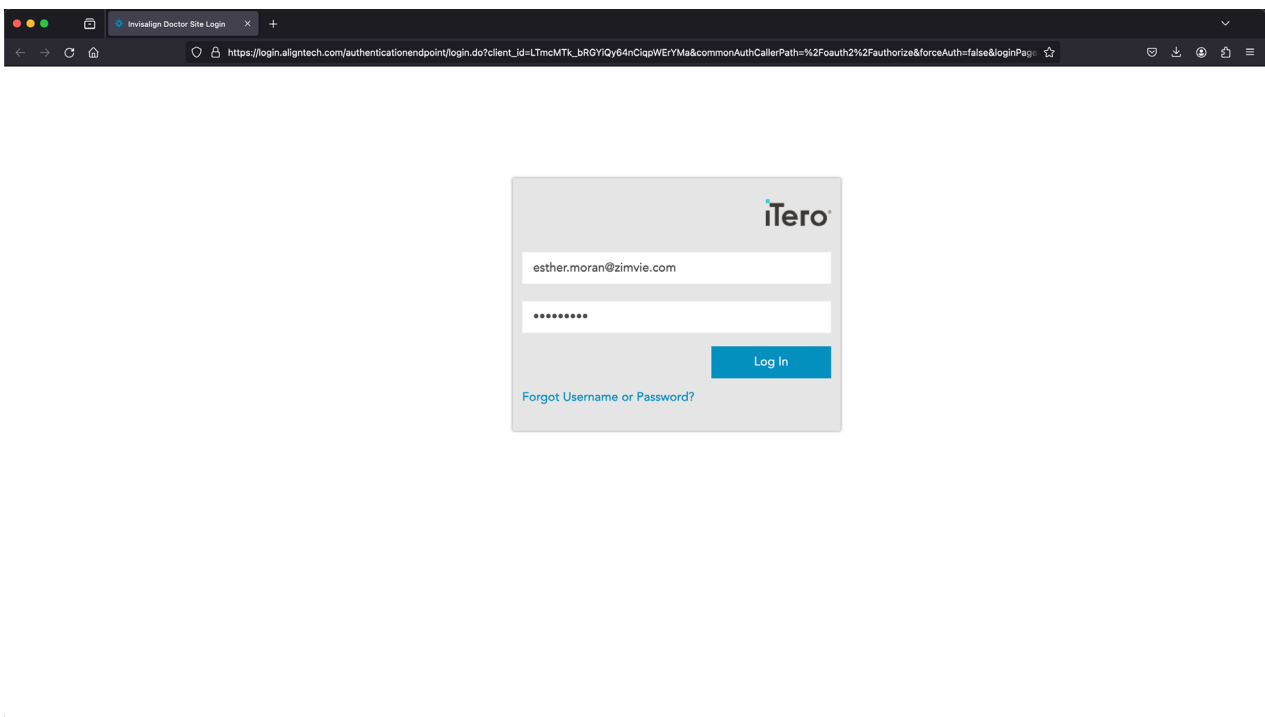 Invisalign Doctor Site Login
https://login.aligntech.com/authenticationendpoint/login.do?client_id=LTmcMTk_bRGYiQy64nCiqpWErYMa&commonAuthCallerPath=%2Foauth2%2Fauthorize&forceAuth=false&loginPage
iTero
esther.moran@zimvie.com
•••••••••
Log In
Forgot Username or Password?